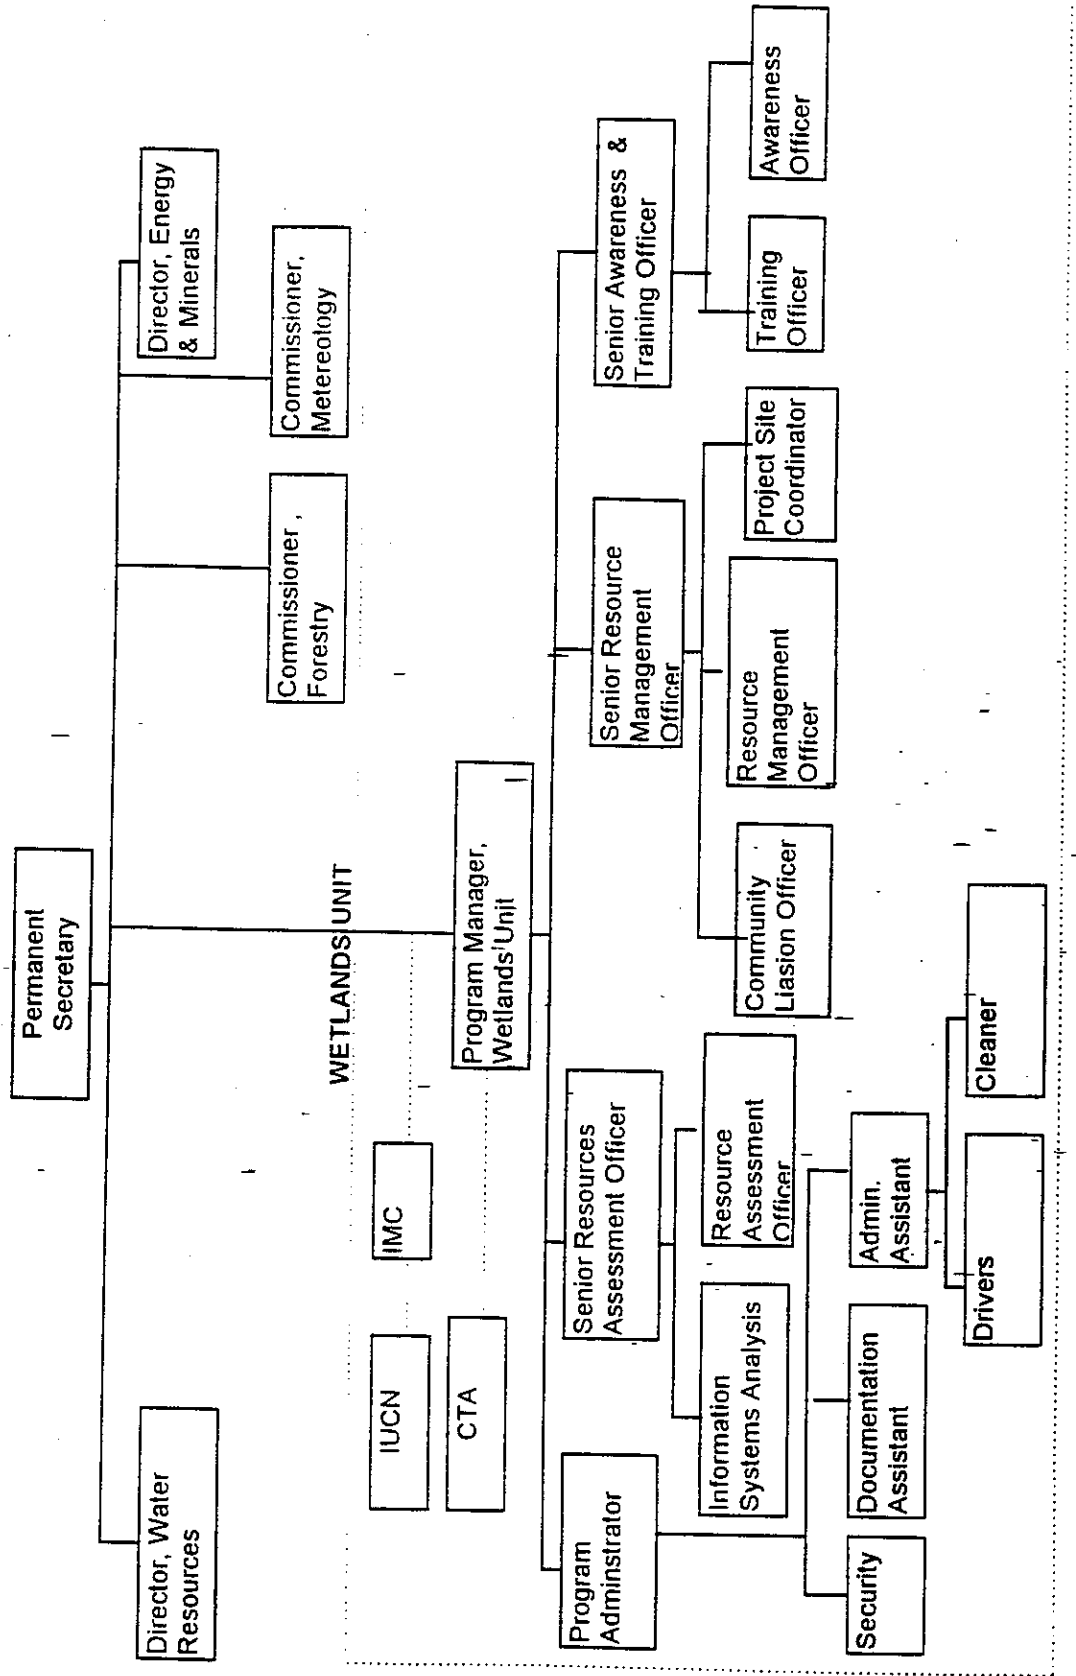 Permanent
Secretary
Director, Water
Resources
Director, Energy
& Minerals
Commissioner ,
Forestry
Commissioner,
Metereology
WETLANDS UNIT
IUCN
IMC
CTA
Program Manager,
Wetlands Unit
Program
Adminstrator
Senior Resources
Assessment Officer
Senior Resource
Management
Officer
Senior Awareness &
Training Officer
Information
Systems Analysis
Resource
Assessment
Officer
Community
Liasion Officer
Resource
Management
Officer
Project Site
Coordinator
Training
Officer
Awareness
Officer
Security
Documentation
Assistant
Admin.
Assistant
Drivers
Cleaner